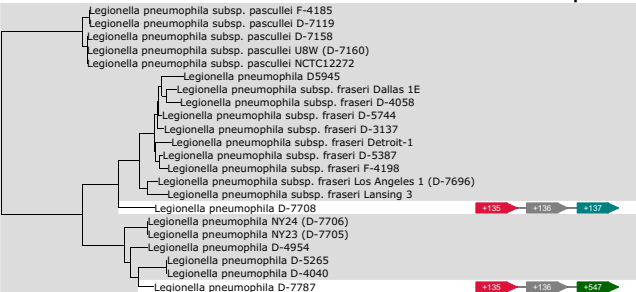 Legionella pneumophila subsp. pascullei F-4185
Legionella pneumophila subsp. pascullei D-7119
Legionella pneumophila subsp. pascullei D-7158
Legionella pneumophila subsp. pascullei U8W (D-7160)
Legionella pneumophila subsp. pascullei NCTC12272
Legionella pneumophila D5945
Legionella pneumophila subsp. fraseri Dallas 1E
Legionella pneumophila subsp. fraseri D-4058
Legionella pneumophila subsp. fraseri D-5744
Legionella pneumophila subsp. fraseri D-3137
Legionella pneumophila subsp. fraseri Detroit-1
Legionella pneumophila subsp. fraseri D-5387
Legionella pneumophila subsp. fraseri F-4198
Legionella pneumophila subsp. fraseri Los Angeles 1 (D-7696)
Legionella pneumophila subsp. fraseri Lansing 3
Legionella pneumophila D-7708 +135 +136 +137
Legionella pneumophila NY24 (D-7706)
Legionella pneumophila NY23 (D-7705)
Legionella pneumophila D-4954
Legionella pneumophila D-5265
Legionella pneumophila D-4040
Legionella pneumophila D-7787 +135 +136 +547